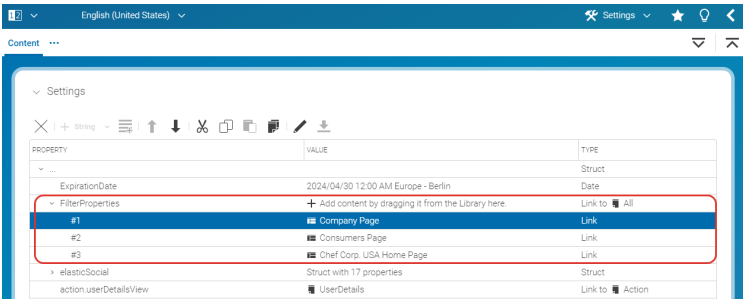 12 English (United States) Settings
Content ...
Settings
+ String
PROPERTY VALUE TYPE
... Struct
ExpirationDate 2024/04/30 12:00 AM Europe - Berlin Date
FilterProperties + Add content by dragging it from the Library here. Link to All
#1 Company Page Link
#2 Consumers Page Link
#3 Chef Corp. USA Home Page Link
elasticSocial Struct with 17 properties Struct
action.userDetailsView UserDetails Link to Action